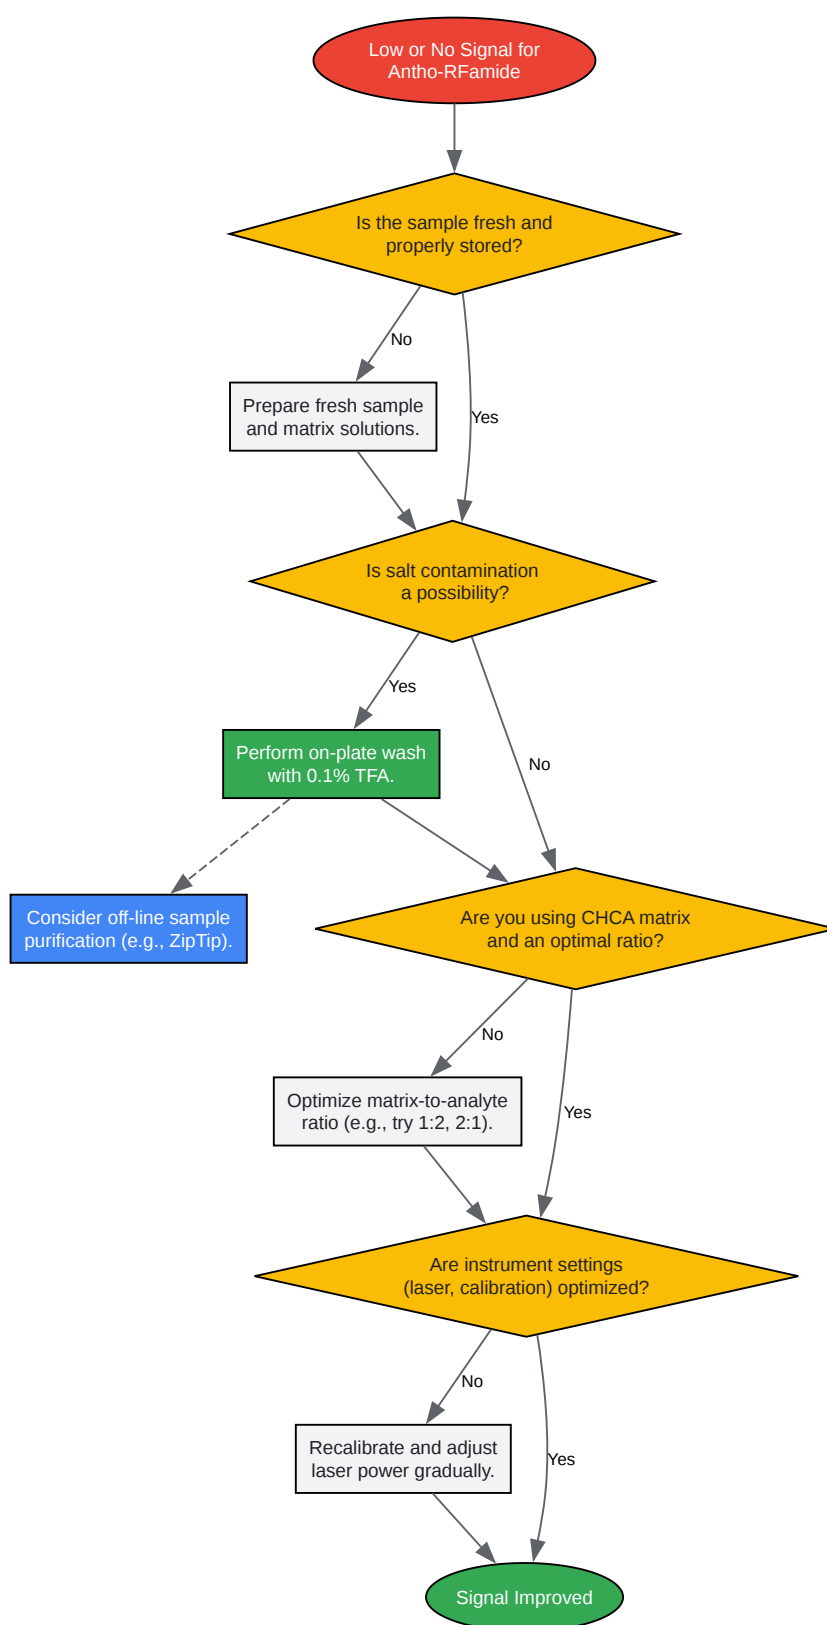 Low or No Signal for
Antho-RFamide
Is the sample fresh and
properly stored?
No
Yes
Prepare fresh sample
and matrix solutions.
Is salt contamination
a possibility?
Yes
No
Perform on-plate wash
with 0.1% TFA.
Consider off-line sample
purification (e.g., ZipTip).
Are you using CHCA matrix
and an optimal ratio?
No
Yes
Optimize matrix-to-analyte
ratio (e.g., try 1:2, 2:1).
Are instrument settings
(laser, calibration) optimized?
No
Yes
Recalibrate and adjust
laser power gradually.
Signal Improved